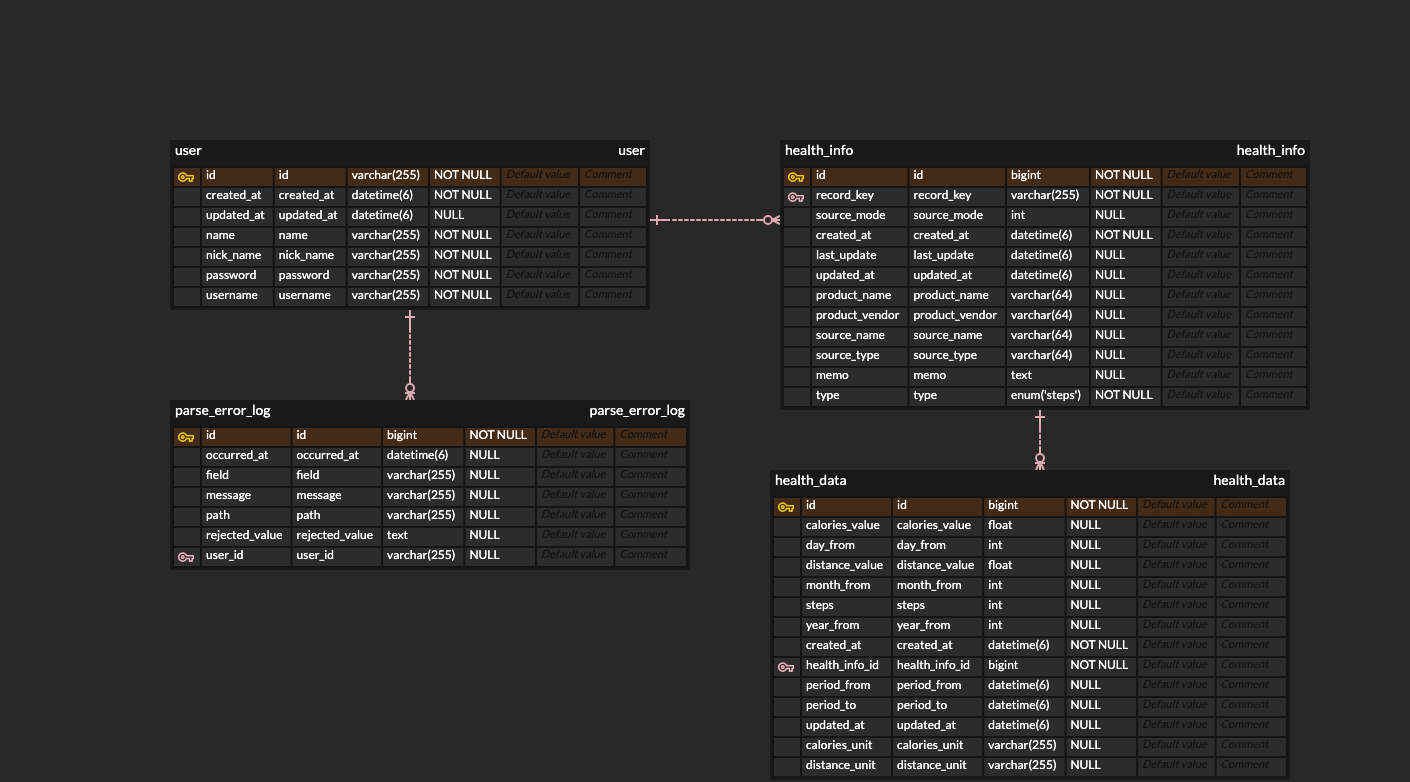 user user
id id varchar(255) NOT NULL Default value Comment
created_at created_at datetime(6) NOT NULL Default value Comment
updated_at updated_at datetime(6) NULL Default value Comment
name name varchar(255) NOT NULL Default value Comment
nick_name nick_name varchar(255) NOT NULL Default value Comment
password password varchar(255) NOT NULL Default value Comment
username username varchar(255) NOT NULL Default value Comment
health_info health_info
id id bigint NOT NULL Default value Comment
record_key record_key varchar(255) NOT NULL Default value Comment
source_mode source_mode int NULL Default value Comment
created_at created_at datetime(6) NOT NULL Default value Comment
last_update last_update datetime(6) NULL Default value Comment
updated_at updated_at datetime(6) NULL Default value Comment
product_name product_name varchar(64) NULL Default value Comment
product_vendor product_vendor varchar(64) NULL Default value Comment
source_name source_name varchar(64) NULL Default value Comment
source_type source_type varchar(64) NULL Default value Comment
memo memo text NULL Default value Comment
type type enum('steps') NOT NULL Default value Comment
parse_error_log parse_error_log
id id bigint NOT NULL Default value Comment
occurred_at occurred_at datetime(6) NULL Default value Comment
field field varchar(255) NULL Default value Comment
message message varchar(255) NULL Default value Comment
path path varchar(255) NULL Default value Comment
rejected_value rejected_value text NULL Default value Comment
user_id user_id varchar(255) NULL Default value Comment
health_data health_data
id id bigint NOT NULL Default value Comment
calories_value calories_value float NULL Default value Comment
day_from day_from int NULL Default value Comment
distance_value distance_value float NULL Default value Comment
month_from month_from int NULL Default value Comment
steps steps int NULL Default value Comment
year_from year_from int NULL Default value Comment
created_at created_at datetime(6) NOT NULL Default value Comment
health_info_id health_info_id bigint NOT NULL Default value Comment
period_from period_from datetime(6) NULL Default value Comment
period_to period_to datetime(6) NULL Default value Comment
updated_at updated_at datetime(6) NULL Default value Comment
calories_unit calories_unit varchar(255) NULL Default value Comment
distance_unit distance_unit varchar(255) NULL Default value Comment